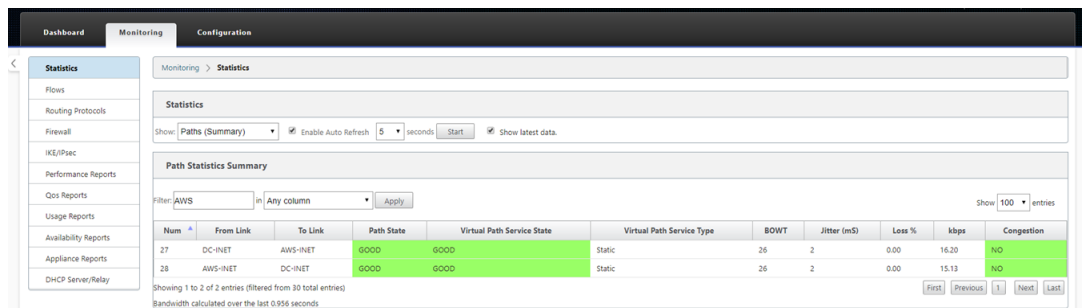 Dashboard Monitoring Configuration
Statistics
Flows
Routing Protocols
Firewall
IKE/IPsec
Performance Reports
Qos Reports
Usage Reports
Availability Reports
Appliance Reports
DHCP Server/Relay
Monitoring > Statistics
Statistics
Show: Paths (Summary) Enable Auto Refresh 5 seconds Start Show latest data.
Path Statistics Summary
Filter: AWS in Any column Apply Show 100 entries
Num From Link To Link Path State Virtual Path Service State Virtual Path Service Type BOWT Jitter (mS) Loss % kbps Congestion
27 DC-INET AWS-INET GOOD GOOD Static 26 2 0.00 16.20 NO
28 AWS-INET DC-INET GOOD GOOD Static 26 2 0.00 15.13 NO
Showing 1 to 2 of 2 entries (filtered from 30 total entries) First Previous 1 Next Last
Bandwidth calculated over the last 0.956 seconds